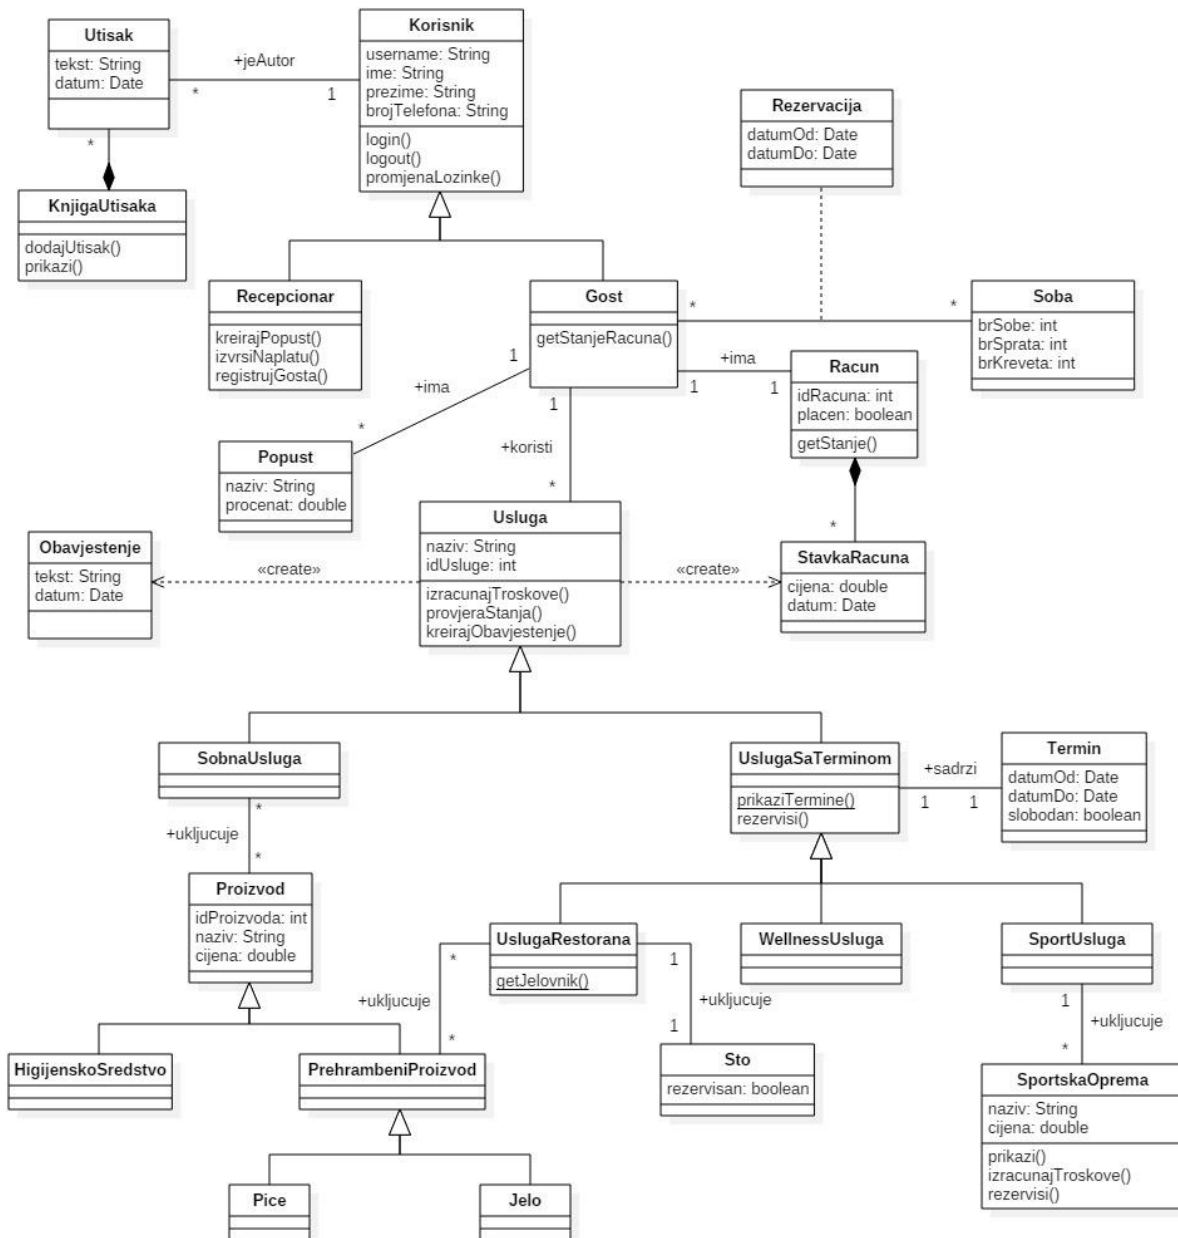 Utisak
tekst: String
datum: Date
+jeAutor
*
1
Korisnik
username: String
ime: String
prezime: String
brojTelefona: String
login()
logout()
promjenaLozinke()
Rezervacija
datumOd: Date
datumDo: Date
*
KnjigaUtisaka
dodajUtisak()
prikazi()
Recepcionar
kreirajPopust()
izvrsiNaplatu()
registrujGosta()
Gost
getStanjeRacuna()
*
*
Soba
brSobe: int
brSprata: int
brKreveta: int
+ima
1
1
Racun
idRacuna: int
placen: boolean
getStanje()
1
+ima
*
Popust
naziv: String
procenat: double
1
+koristi
*
*
Usluga
naziv: String
idUsluge: int
izracunajTroskove()
provjeraStanja()
kreirajObavjestenje()
Obavjestenje
tekst: String
datum: Date
«create»
«create»
StavkaRacuna
cijena: double
datum: Date
SobnaUsluga
*
+ukljucuje
*
UslugaSaTerminom
prikaziTermine()
rezervisi()
+sadrzi
1
1
Termin
datumOd: Date
datumDo: Date
slobodan: boolean
Proizvod
idProizvoda: int
naziv: String
cijena: double
UslugaRestorana
getJelovnik()
WellnessUsluga
SportUsluga
*
+ukljucuje
*
1
+ukljucuje
1
1
+ukljucuje
*
HigijenskoSredstvo
PrehrambeniProizvod
Sto
rezervisan: boolean
SportskaOprema
naziv: String
cijena: double
prikazi()
izracunajTroskove()
rezervisi()
Pice
Jelo